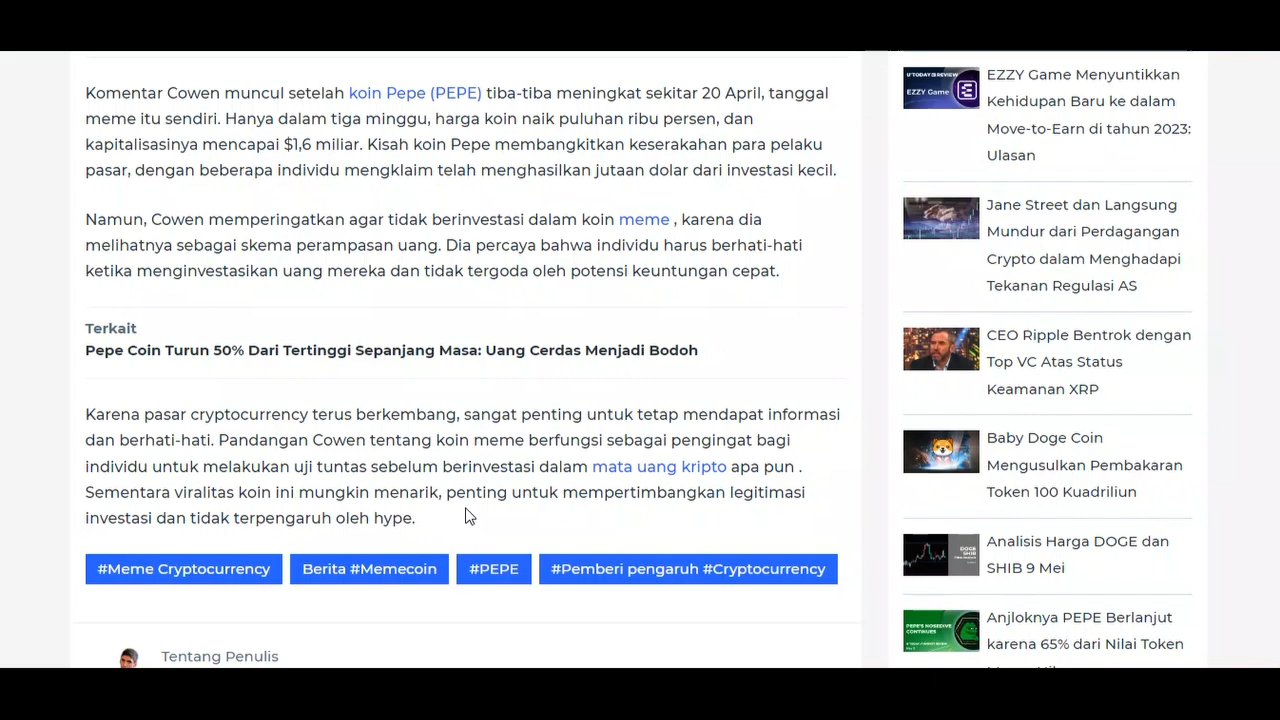 Komentar Cowen muncul setelah koin Pepe (PEPE) tiba-tiba meningkat sekitar 20 April, tanggal
meme itu sendiri. Hanya dalam tiga minggu, harga koin naik puluhan ribu persen, dan
kapitalisasinya mencapai $1,6 miliar. Kisah koin Pepe membangkitkan keserakahan para pelaku
pasar, dengan beberapa individu mengklaim telah menghasilkan jutaan dolar dari investasi kecil.
Namun, Cowen memperingatkan agar tidak berinvestasi dalam koin meme , karena dia
melihatnya sebagai skema perampasan uang. Dia percaya bahwa individu harus berhati-hati
ketika menginvestasikan uang mereka dan tidak tergoda oleh potensi keuntungan cepat.
Terkait
Pepe Coin Turun 50% Dari Tertinggi Sepanjang Masa: Uang Cerdas Menjadi Bodoh
Karena pasar cryptocurrency terus berkembang, sangat penting untuk tetap mendapat informasi
dan berhati-hati. Pandangan Cowen tentang koin meme berfungsi sebagai pengingat bagi
individu untuk melakukan uji tuntas sebelum berinvestasi dalam mata uang kripto apa pun .
Sementara viralitas koin ini mungkin menarik, penting untuk mempertimbangkan legitimasi
investasi dan tidak terpengaruh oleh hype.
#Meme Cryptocurrency
Berita #Memecoin
#PEPE
#Pemberi pengaruh #Cryptocurrency
Tentang Penulis
U'TODAY REVIEW
EZZY Game
EZZY Game Menyuntikkan
Kehidupan Baru ke dalam
Move-to-Earn di tahun 2023:
Ulasan
Jane Street dan Langsung
Mundur dari Perdagangan
Crypto dalam Menghadapi
Tekanan Regulasi AS
CEO Ripple Bentrok dengan
Top VC Atas Status
Keamanan XRP
Baby Doge Coin
Mengusulkan Pembakaran
Token 100 Kuadriliun
DOGE
SHIB
Analisis Harga DOGE dan
SHIB 9 Mei
PEPE'S NOSEDIVE
CONTINUES
Anjloknya PEPE Berlanjut
karena 65% dari Nilai Token